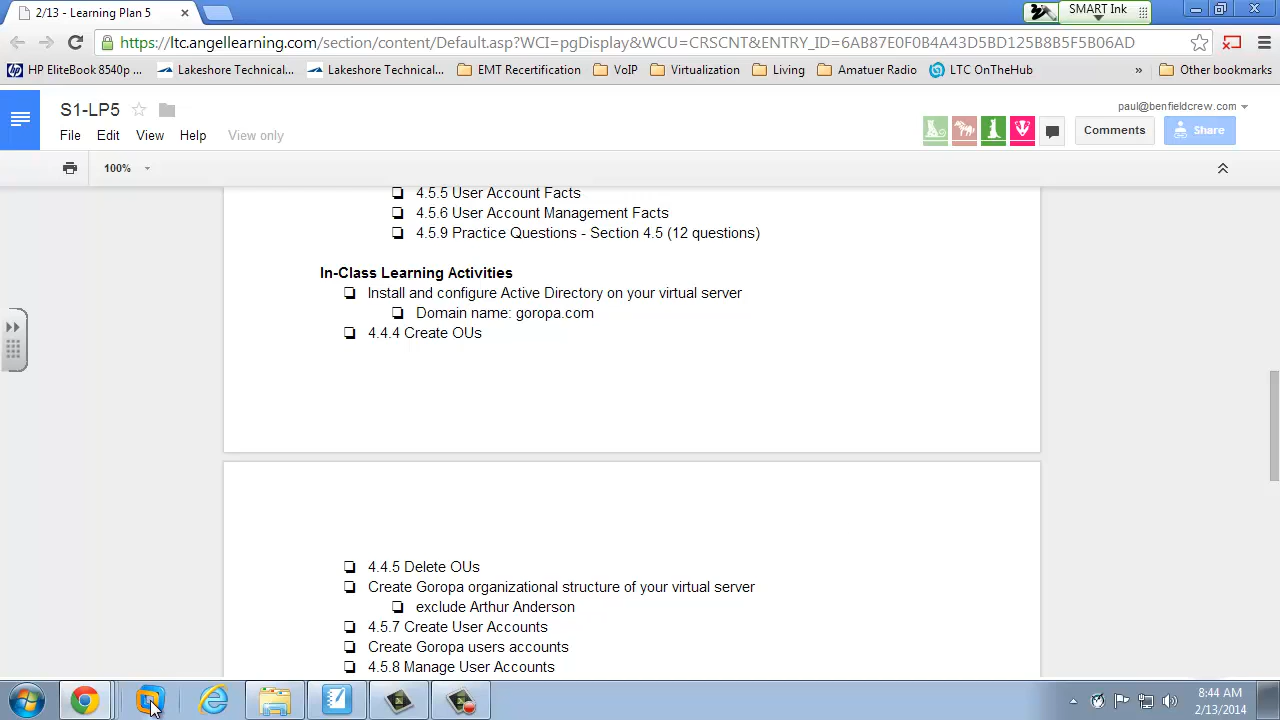 2/13 - Learning Plan 5
SMART Ink
https://ltc.angellearning.com/section/content/Default.asp?WCI=pgDisplay&WCU=CRSCNT&ENTRY_ID=6AB87E0F0B4A43D5BD125B8B5F5B06AD
HP EliteBook 8540p ... Lakeshore Technical... Lakeshore Technical... EMT Recertification VoIP Virtualization Living Amatuer Radio LTC OnTheHub » Other bookmarks
S1-LP5
paul@benfieldcrew.com
File Edit View Help View only
Comments Share
100%
4.5.5 User Account Facts
4.5.6 User Account Management Facts
4.5.9 Practice Questions - Section 4.5 (12 questions)
In-Class Learning Activities
Install and configure Active Directory on your virtual server
Domain name: goropa.com
4.4.4 Create OUs
4.4.5 Delete OUs
Create Goropa organizational structure of your virtual server
exclude Arthur Anderson
4.5.7 Create User Accounts
Create Goropa users accounts
4.5.8 Manage User Accounts
8:44 AM
2/13/2014